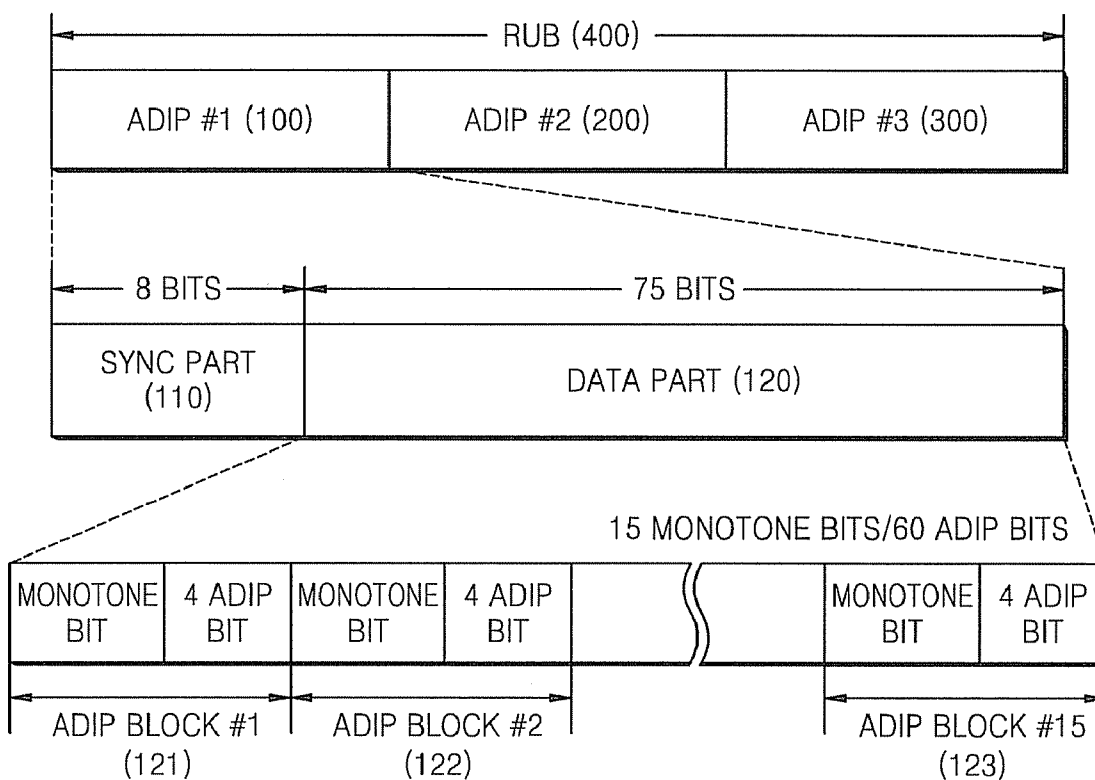 RUB (400)
ADIP #1 (100)
ADIP #2 (200)
ADIP #3 (300)
8 BITS
75 BITS
SYNC PART
(110)
DATA PART (120)
15 MONOTONE BITS/60 ADIP BITS
MONOTONE
BIT
4 ADIP
BIT
MONOTONE
BIT
4 ADIP
BIT
MONOTONE
BIT
4 ADIP
BIT
ADIP BLOCK #1
(121)
ADIP BLOCK #2
(122)
ADIP BLOCK #15
(123)